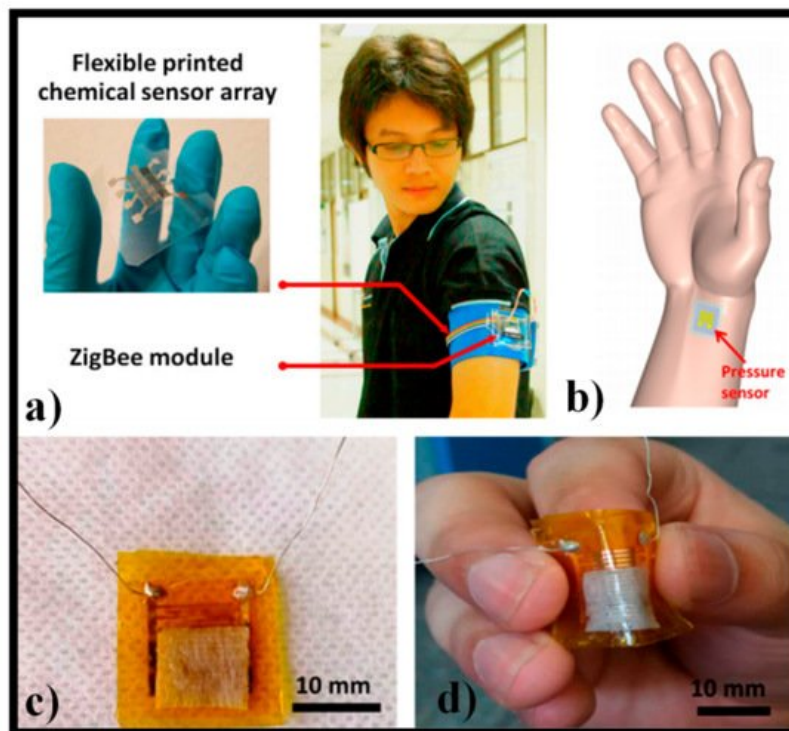 Flexible printed
chemical sensor array
ZigBee module
a)
Pressure
sensor
b)
10 mm
c)
10 mm
d)